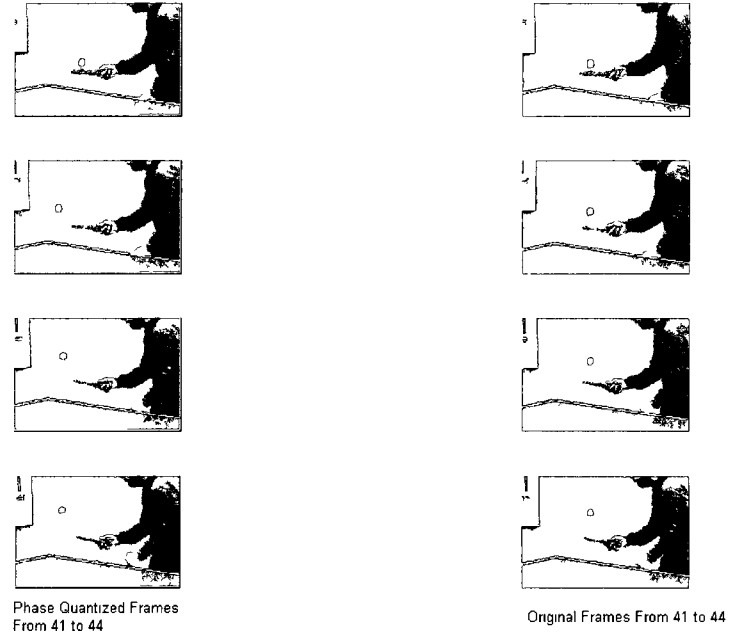 Phase Quantized Frames
From 41 to 44
Original Frames From 41 to 44